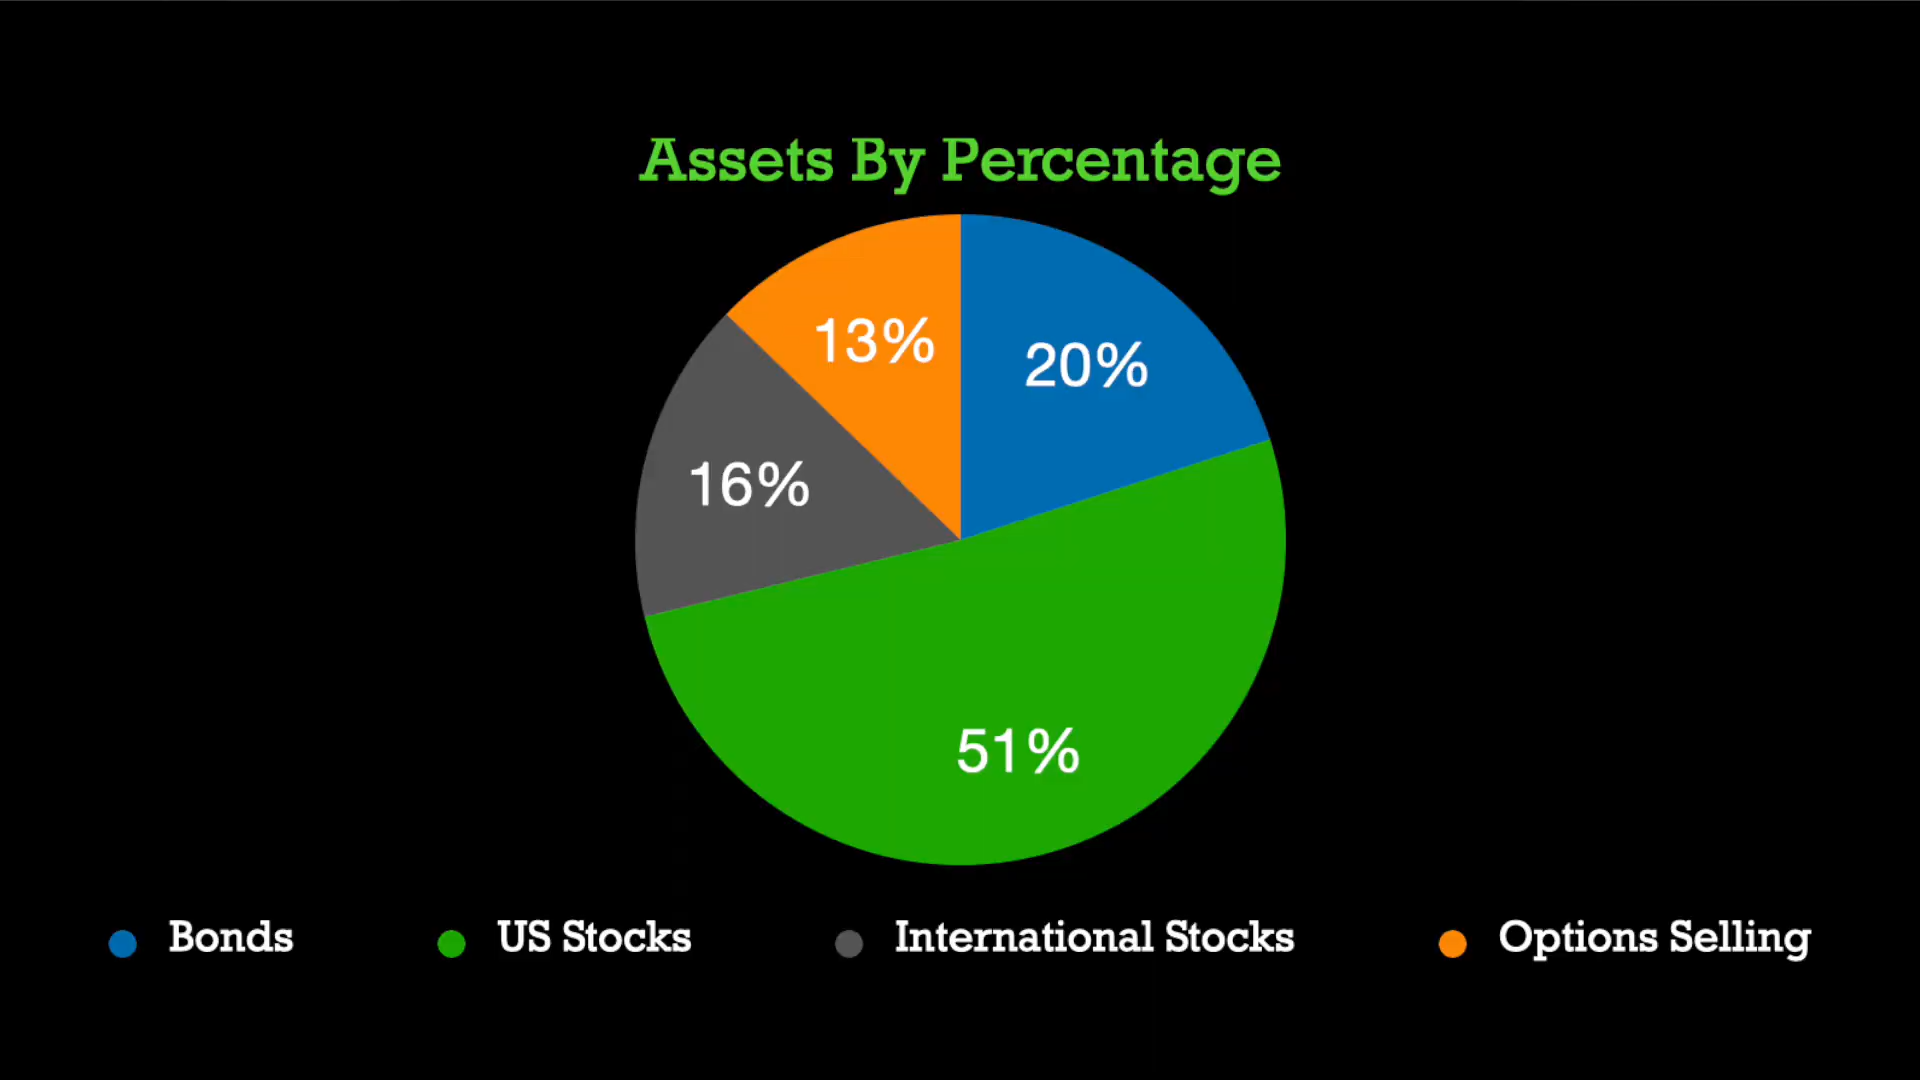 Assets By Percentage
13%
20%
16%
51%
Bonds
US Stocks
International Stocks
Options Selling